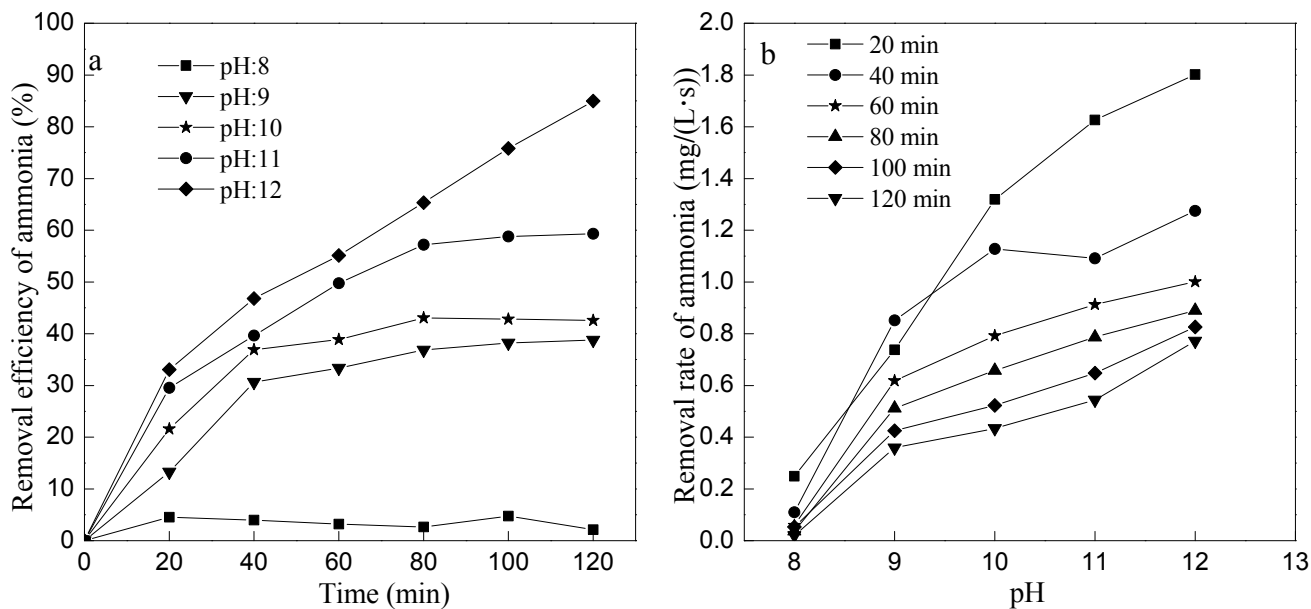 a
pH:8
pH:9
pH:10
pH:11
pH:12
Removal efficiency of ammonia (%)
100
90
80
70
60
50
40
30
20
10
0
0 20 40 60 80 100 120
Time (min)
b
20 min
40 min
60 min
80 min
100 min
120 min
Removal rate of ammonia (mg/(L·s))
2.0
1.8
1.6
1.4
1.2
1.0
0.8
0.6
0.4
0.2
0.0
8 9 10 11 12 13
pH